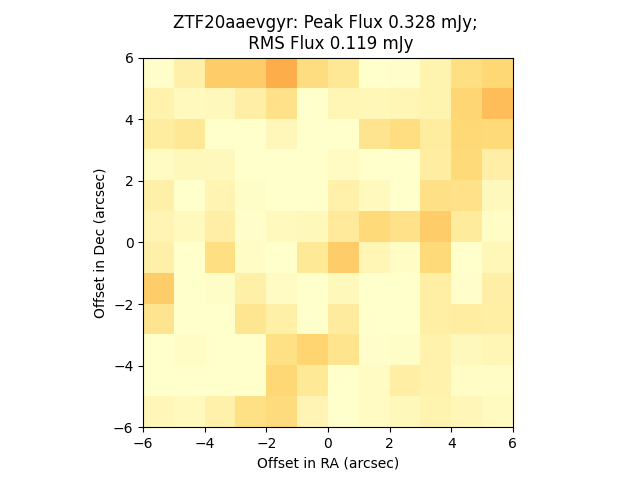 ZTF20aaevgyr: Peak Flux 0.328 mJy;
RMS Flux 0.119 mJy
6
4
2
0
−2
−4
−6
Offset in Dec (arcsec)
−6 −4 −2 0 2 4 6
Offset in RA (arcsec)